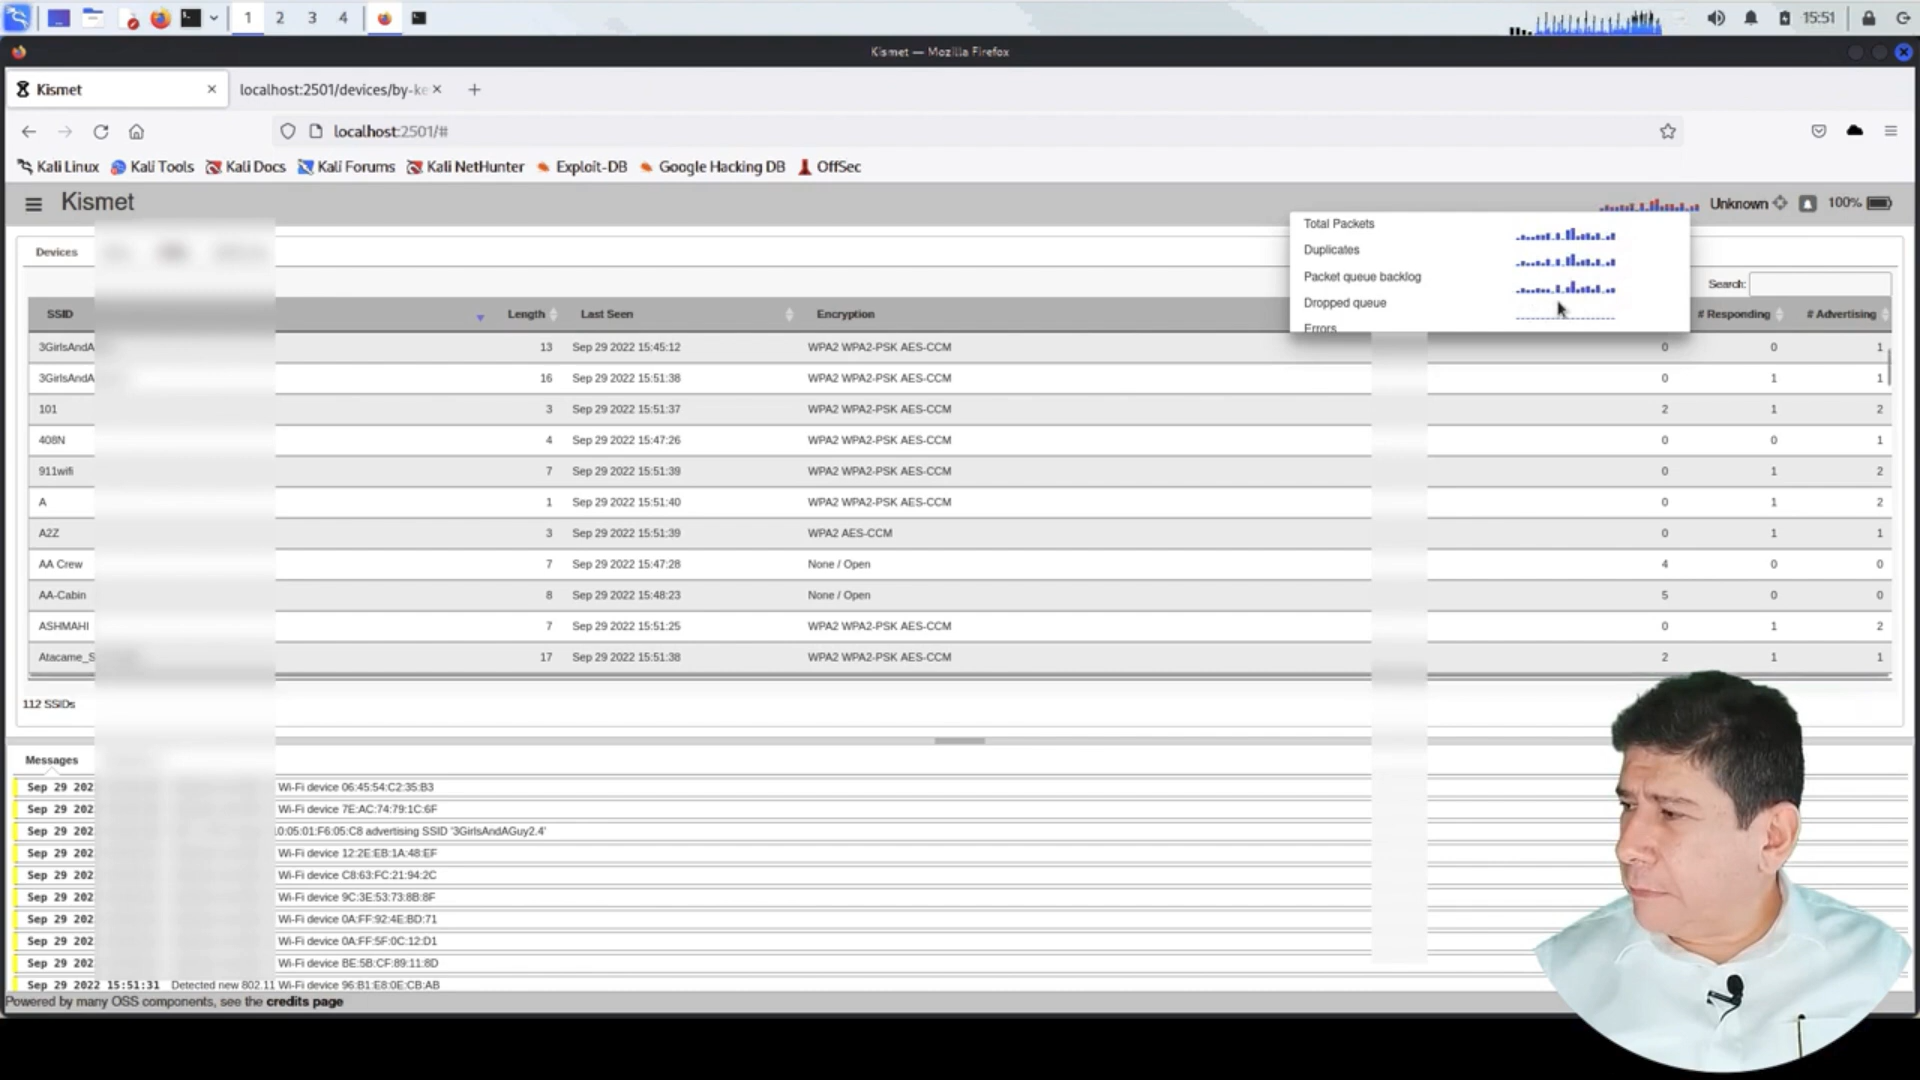 1 2 3 4 15:51
Kismet — Mozilla Firefox
Kismet localhost:2501/devices/by-ke
localhost:2501/#
Kali Linux Kali Tools Kali Docs Kali Forums Kali NetHunter Exploit-DB Google Hacking DB OffSec
Kismet Unknown 100%
Total Packets
Duplicates
Packet queue backlog
Dropped queue
Errors
Devices
Search:
SSID Length Last Seen Encryption # Responding # Advertising
3GirlsAndA 13 Sep 29 2022 15:45:12 WPA2 WPA2-PSK AES-CCM 0 0 1
3GirlsAndA 16 Sep 29 2022 15:51:38 WPA2 WPA2-PSK AES-CCM 0 1 1
101 3 Sep 29 2022 15:51:37 WPA2 WPA2-PSK AES-CCM 2 1 2
408N 4 Sep 29 2022 15:47:26 WPA2 WPA2-PSK AES-CCM 0 0 1
911wifi 7 Sep 29 2022 15:51:39 WPA2 WPA2-PSK AES-CCM 0 1 2
A 1 Sep 29 2022 15:51:40 WPA2 WPA2-PSK AES-CCM 0 1 2
A2Z 3 Sep 29 2022 15:51:39 WPA2 AES-CCM 0 1 1
AA Crew 7 Sep 29 2022 15:47:28 None / Open 4 0 0
AA-Cabin 8 Sep 29 2022 15:48:23 None / Open 5 0 0
ASHMAHI 7 Sep 29 2022 15:51:25 WPA2 WPA2-PSK AES-CCM 0 1 2
Atacame_S 17 Sep 29 2022 15:51:38 WPA2 WPA2-PSK AES-CCM 2 1 1
112 SSIDs
Messages
Sep 29 202 Wi-Fi device 06:45:54:C2:35:B3
Sep 29 202 Wi-Fi device 7E:AC:74:79:1C:6F
Sep 29 202 0:05:01:F6:05:C8 advertising SSID '3GirlsAndAGuy2.4'
Sep 29 202 Wi-Fi device 12:2E:EB:1A:48:EF
Sep 29 202 Wi-Fi device C8:63:FC:21:94:2C
Sep 29 202 Wi-Fi device 9C:3E:53:73:8B:8F
Sep 29 202 Wi-Fi device 0A:FF:92:4E:BD:71
Sep 29 202 Wi-Fi device 0A:FF:5F:0C:12:D1
Sep 29 202 Wi-Fi device BE:5B:CF:89:11:8D
Sep 29 2022 15:51:31 Detected new 802.11 Wi-Fi device 96:B1:E8:0E:CB:AB
Powered by many OSS components, see the credits page